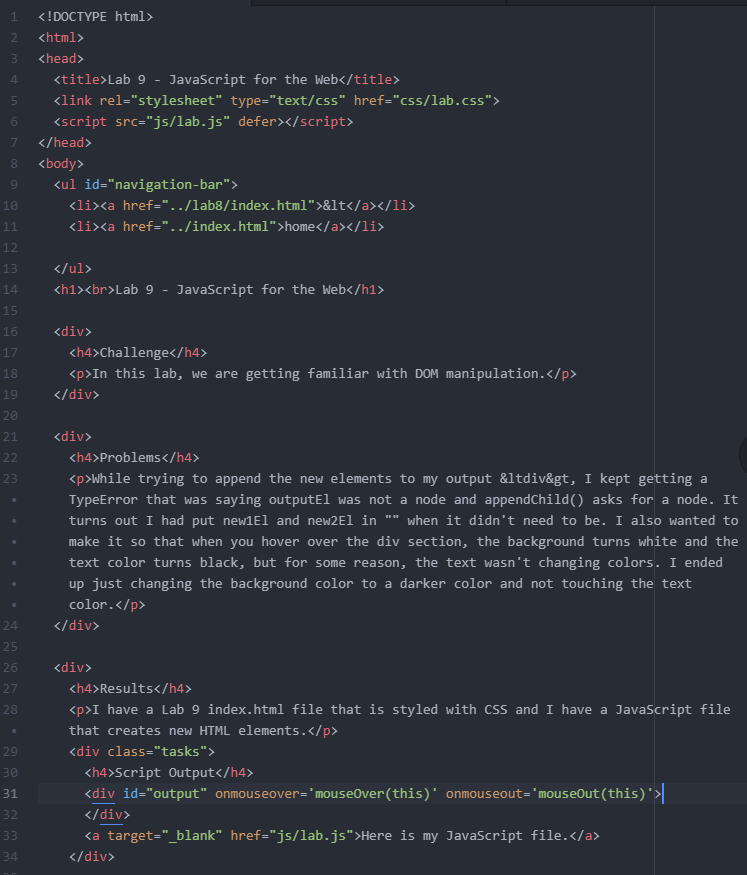 1 <!DOCTYPE html>
2 <html>
3 <head>
4 <title>Lab 9 - JavaScript for the Web</title>
5 <link rel="stylesheet" type="text/css" href="css/lab.css">
6 <script src="js/lab.js" defer></script>
7 </head>
8 <body>
9 <ul id="navigation-bar">
10 <li><a href="../lab8/index.html">&lt</a></li>
11 <li><a href="../index.html">home</a></li>
12
13 </ul>
14 <h1><br>Lab 9 - JavaScript for the Web</h1>
15
16 <div>
17 <h4>Challenge</h4>
18 <p>In this lab, we are getting familiar with DOM manipulation.</p>
19 </div>
20
21 <div>
22 <h4>Problems</h4>
23 <p>While trying to append the new elements to my output &ltdiv&gt, I kept getting a
• TypeError that was saying outputEl was not a node and appendChild() asks for a node. It
• turns out I had put new1El and new2El in "" when it didn't need to be. I also wanted to
• make it so that when you hover over the div section, the background turns white and the
• text color turns black, but for some reason, the text wasn't changing colors. I ended
• up just changing the background color to a darker color and not touching the text
• color.</p>
24 </div>
25
26 <div>
27 <h4>Results</h4>
28 <p>I have a Lab 9 index.html file that is styled with CSS and I have a JavaScript file
• that creates new HTML elements.</p>
29 <div class="tasks">
30 <h4>Script Output</h4>
31 <div id="output" onmouseover='mouseOver(this)' onmouseout='mouseOut(this)'>
32 </div>
33 <a target="_blank" href="js/lab.js">Here is my JavaScript file.</a>
34 </div>